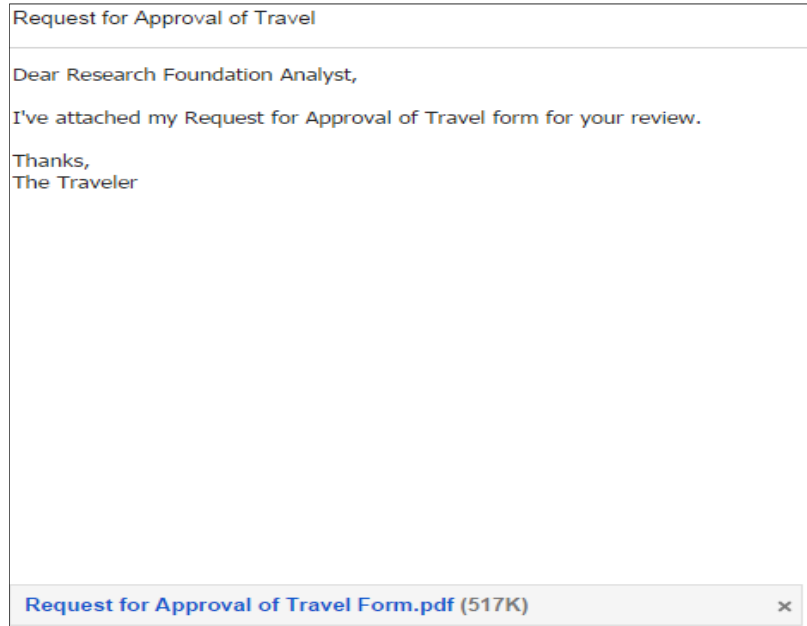 Request for Approval of Travel
Dear Research Foundation Analyst,
I've attached my Request for Approval of Travel form for your review.
Thanks,
The Traveler
Request for Approval of Travel Form.pdf (517K) ×